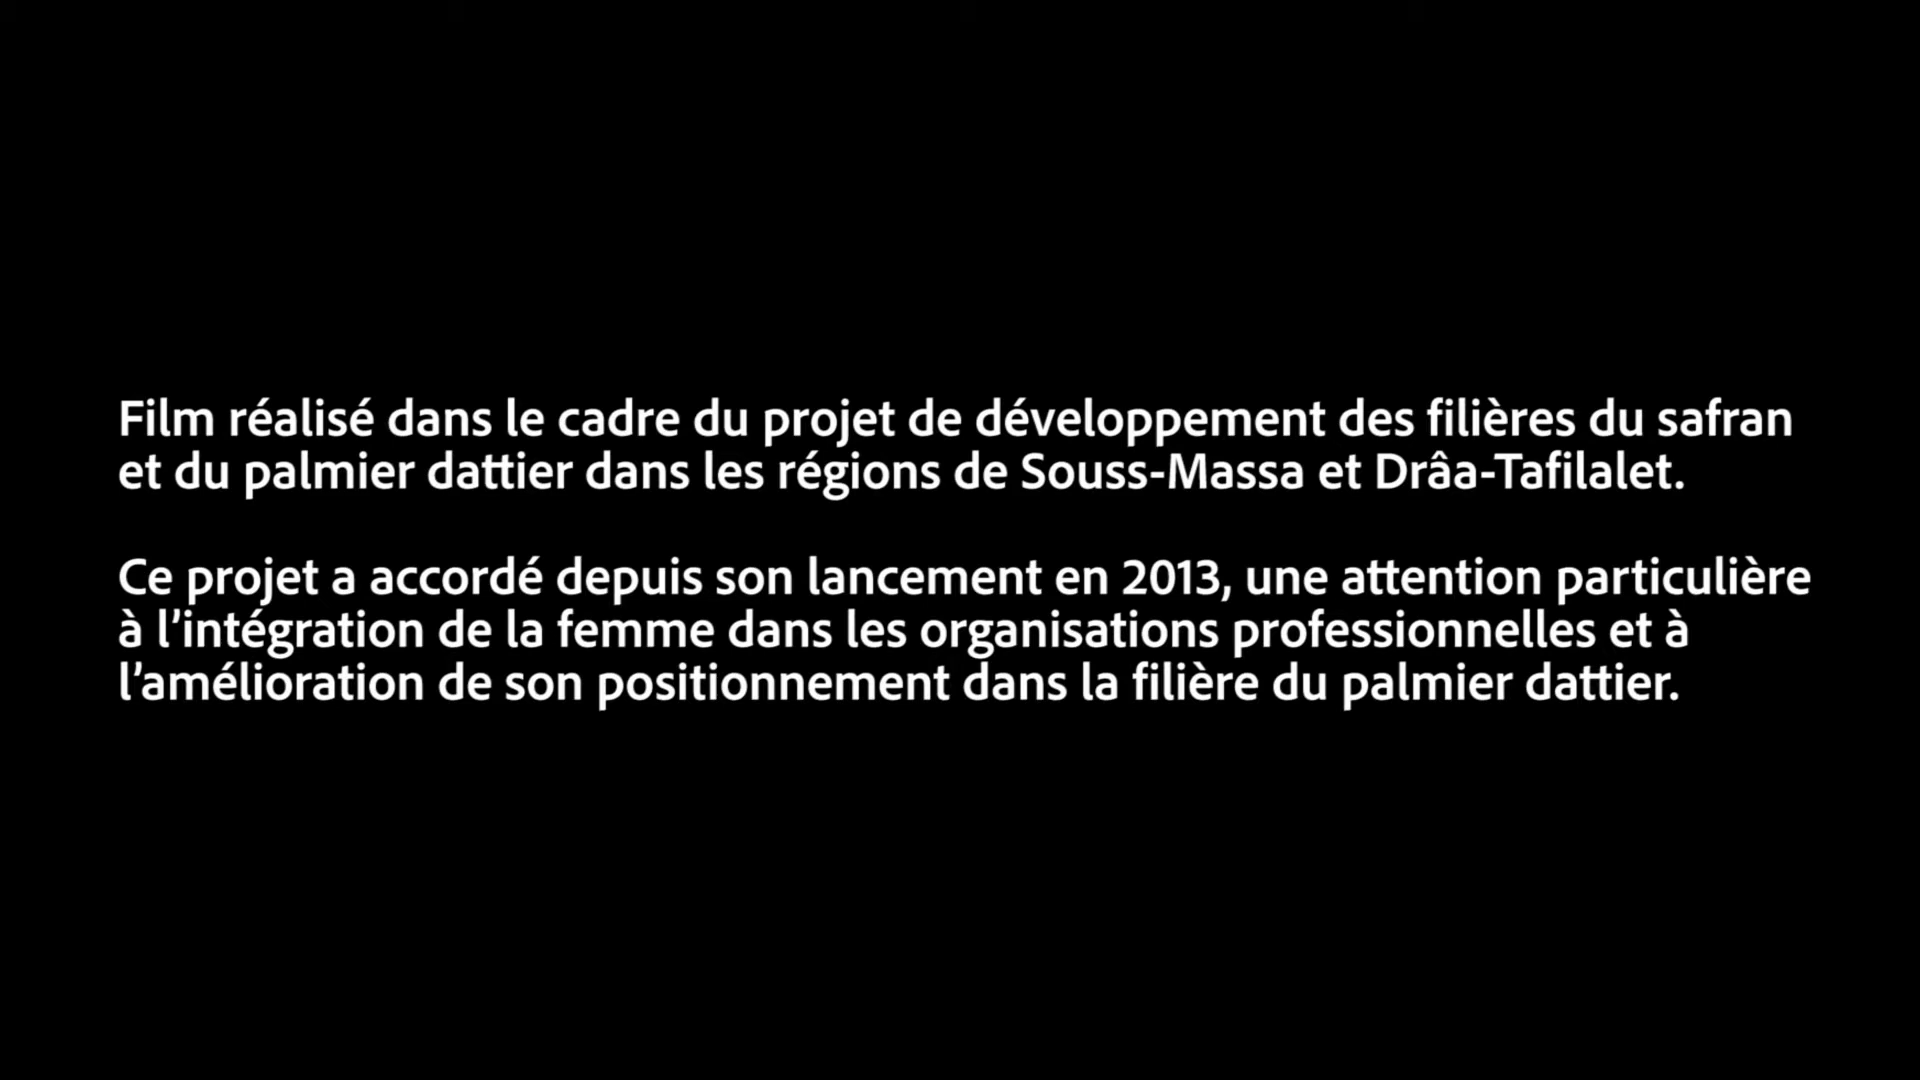 Film réalisé dans le cadre du projet de développement des filières du safran
et du palmier dattier dans les régions de Souss-Massa et Drâa-Tafilalet.
Ce projet a accordé depuis son lancement en 2013, une attention particulière
à l’intégration de la femme dans les organisations professionnelles et à
l’amélioration de son positionnement dans la filière du palmier dattier.